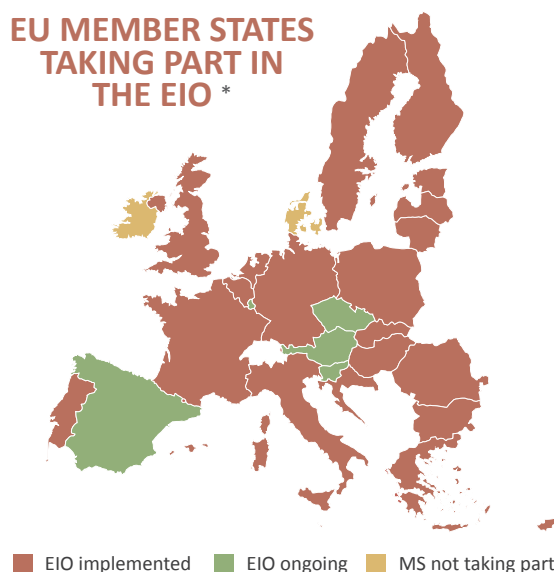 EU MEMBER STATES
TAKING PART IN
THE EIO *
EIO implemented
EIO ongoing
MS not taking part